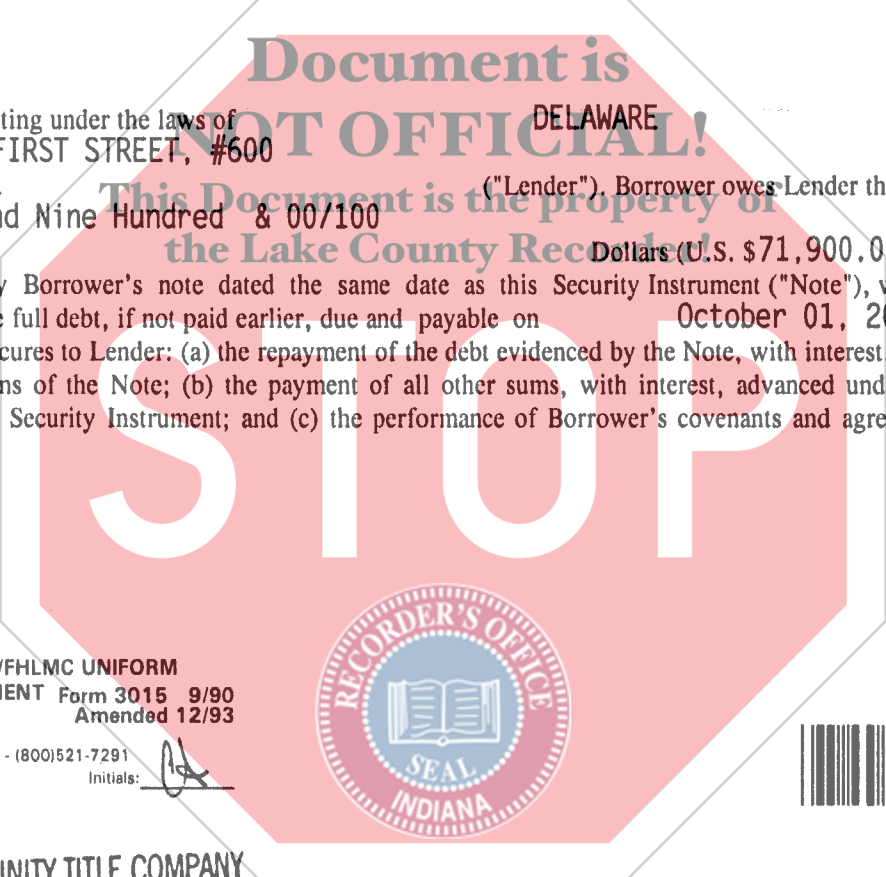 Document is
NOT OFFICIAL!
This Document is the property of
the Lake County Recorder!
ting under the laws of DELAWARE
FIRST STREET, #600
("Lender"). Borrower owes Lender th
d Nine Hundred & 00/100
Dollars (U.S. $71,900.0
y Borrower's note dated the same date as this Security Instrument ("Note"),
e full debt, if not paid earlier, due and payable on October 01, 20
cures to Lender: (a) the repayment of the debt evidenced by the Note, with interest
ns of the Note; (b) the payment of all other sums, with interest, advanced und
Security Instrument; and (c) the performance of Borrower's covenants and agre
STOP
RECORDER'S OFFICE
SEAL
INDIANA
/FHLMC UNIFORM
MENT Form 3015 9/90
Amended 12/93
- (800)521-7291
Initials:
UNITY TITLE COMPANY